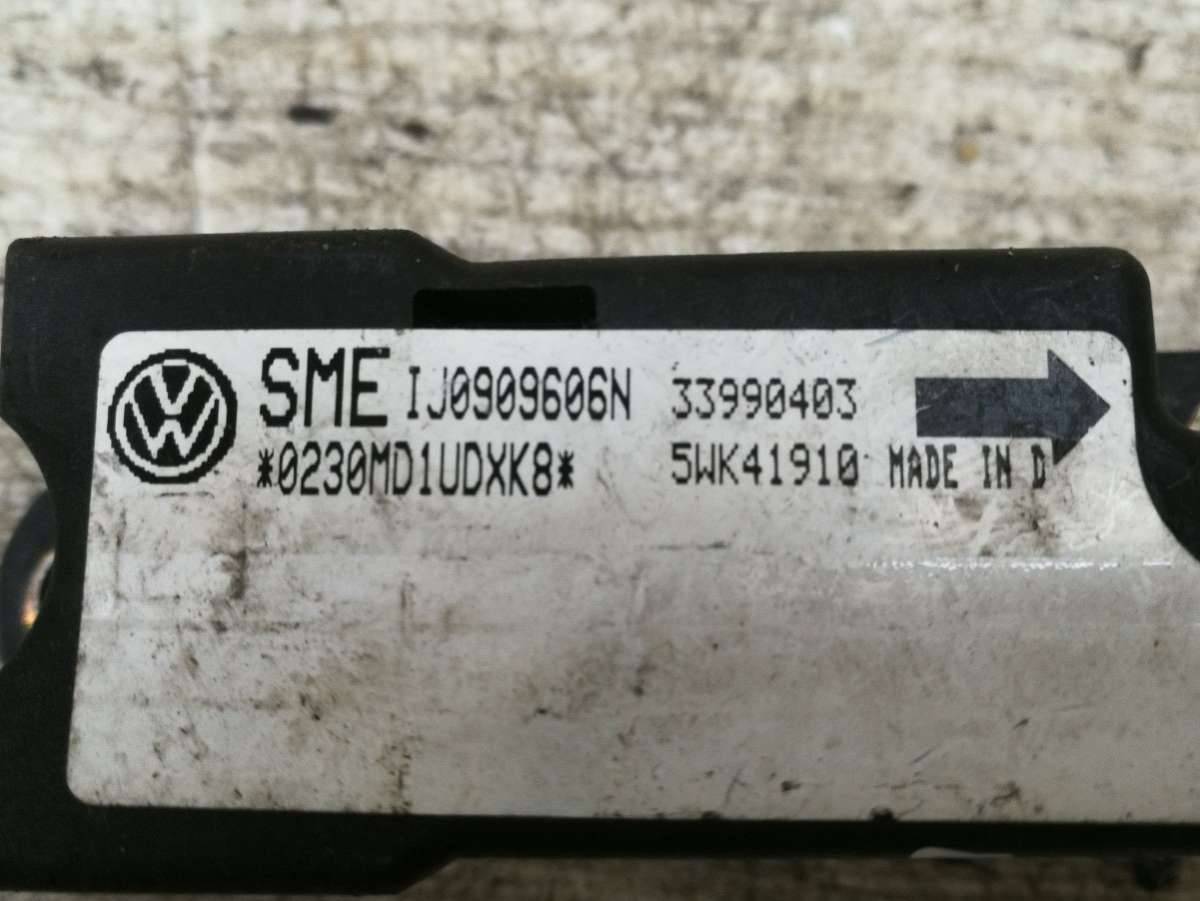 SME IJ0909606N 33990403
*0230MD1UDXK8* 5WK41910 MADE IN D